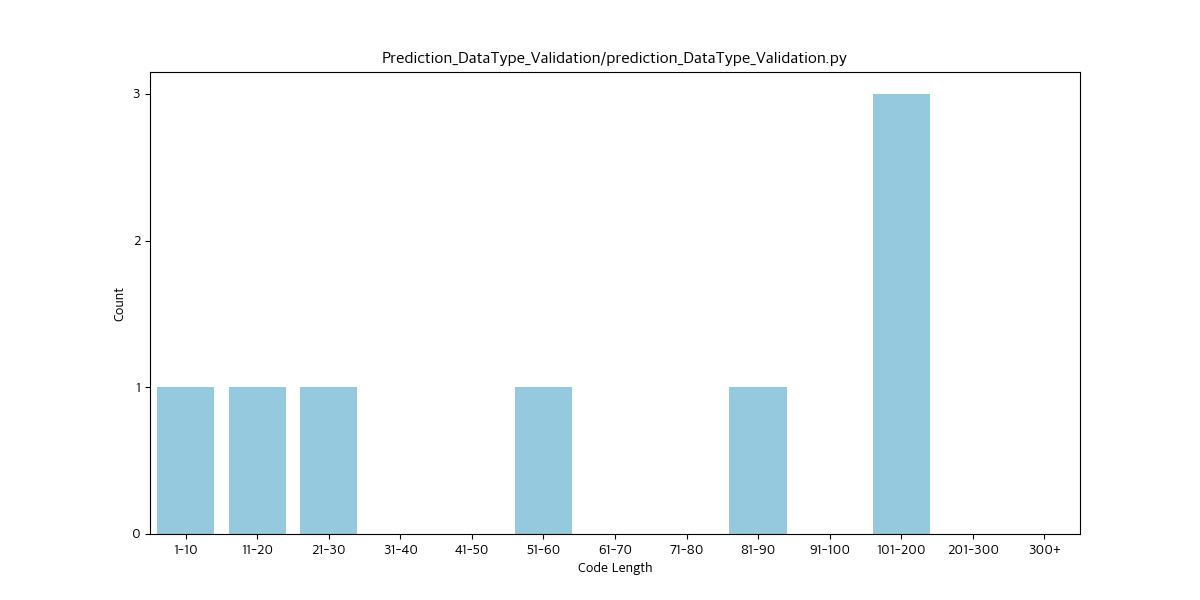 Prediction_DataType_Validation/prediction_DataType_Validation.py
Count
3
2
1
0
1-10 11-20 21-30 31-40 41-50 51-60 61-70 71-80 81-90 91-100 101-200 201-300 300+
Code Length